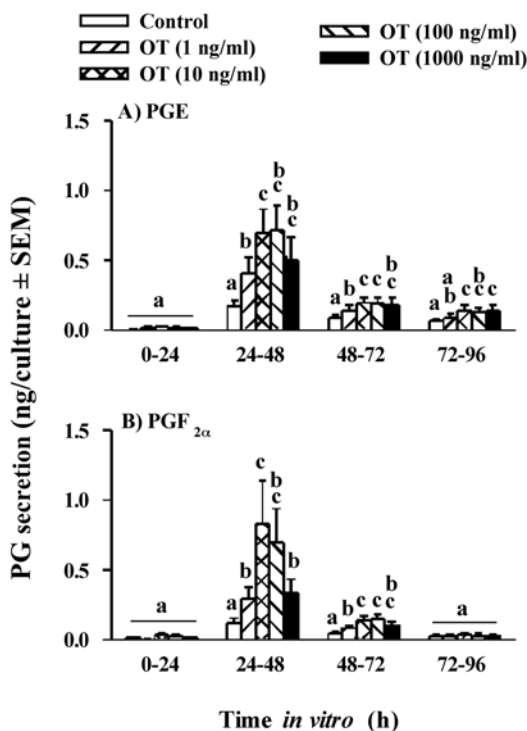 Control
OT (1 ng/ml)
OT (10 ng/ml)
OT (100 ng/ml)
OT (1000 ng/ml)
PG secretion (ng/culture ± SEM)
A) PGE
1.5
1.0
0.5
0.0
a
a
b
c
b
c
b
c
a
b
c
c
b
c
a
a
b
c
b
c
c
0-24
24-48
48-72
72-96
B) PGF 2α
1.5
1.0
0.5
0.0
a
a
b
c
b
c
b
a
b
c
c
b
c
a
0-24
24-48
48-72
72-96
Time in vitro (h)